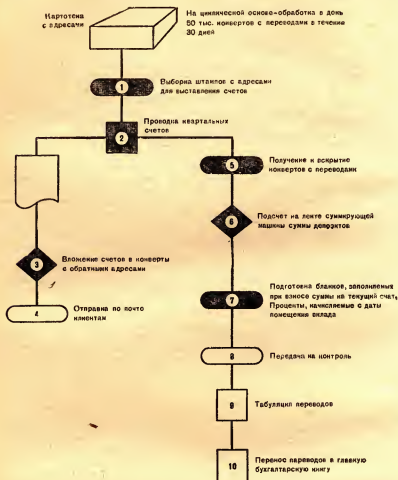 Картотека
с адресами
На циклической основе-обработка в день
50 тыс. конвертов с переводами в течение
30 дней
1
Выборка штампов с адресами
для выставления счетов
2
Проводка квартальных
счетов
5
Получение и вскрытие
конвертов с переводами
6
Подсчет на ленте суммирующей
машины суммы депозитов
3
Вложение счетов в конверты
с обратными адресами
4
Отправка по почте
клиентам
7
Подготовка бланков, заполняемых
при взносе суммы на текущий счет,
Проценты, начисляемые с даты
помещения вклада
8
Передача на контроль
9
Табуляция переводов
10
Перенос переводов в главную
бухгалтерскую книгу